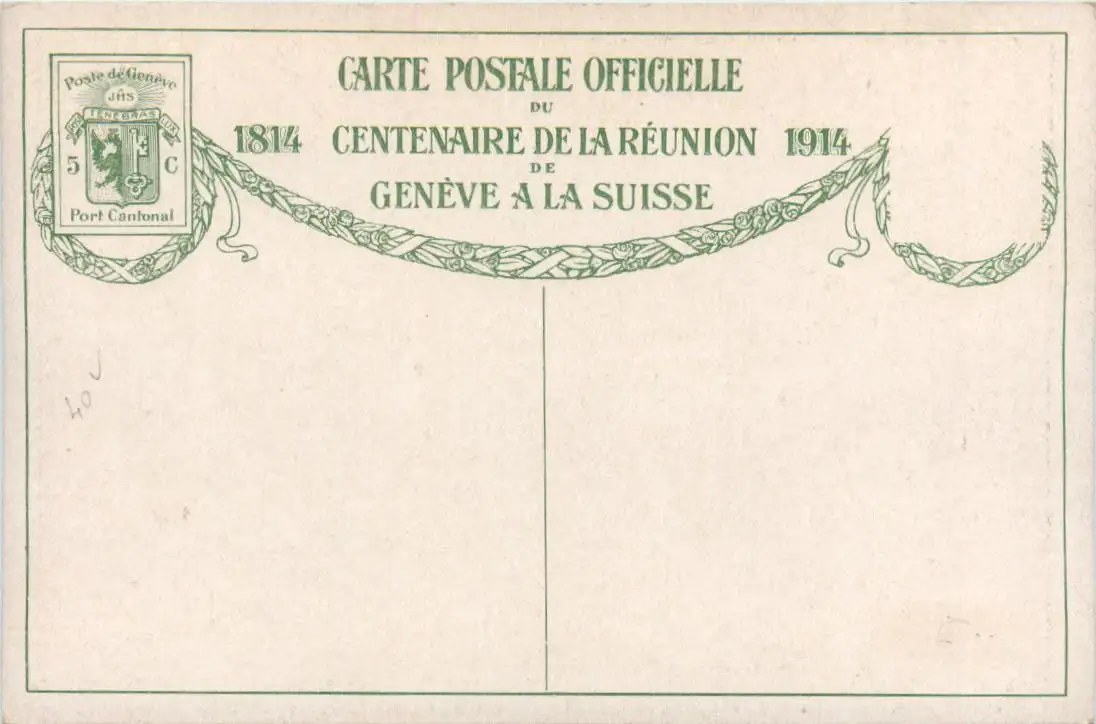 Poste de Genève
JHS
POST TENEBRAS LUX
5 C
Port Cantonal
CARTE POSTALE OFFICIELLE
DU
1814 CENTENAIRE DE LA RÉUNION 1914
DE
GENÈVE A LA SUISSE
40